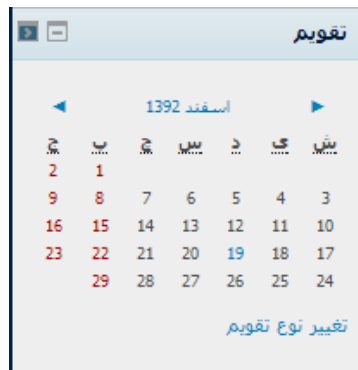 تقویم
اسفند 1392
ش ی د س چ پ ج
1 2
3 4 5 6 7 8 9
10 11 12 13 14 15 16
17 18 19 20 21 22 23
24 25 26 27 28 29
تغییر نوع تقویم